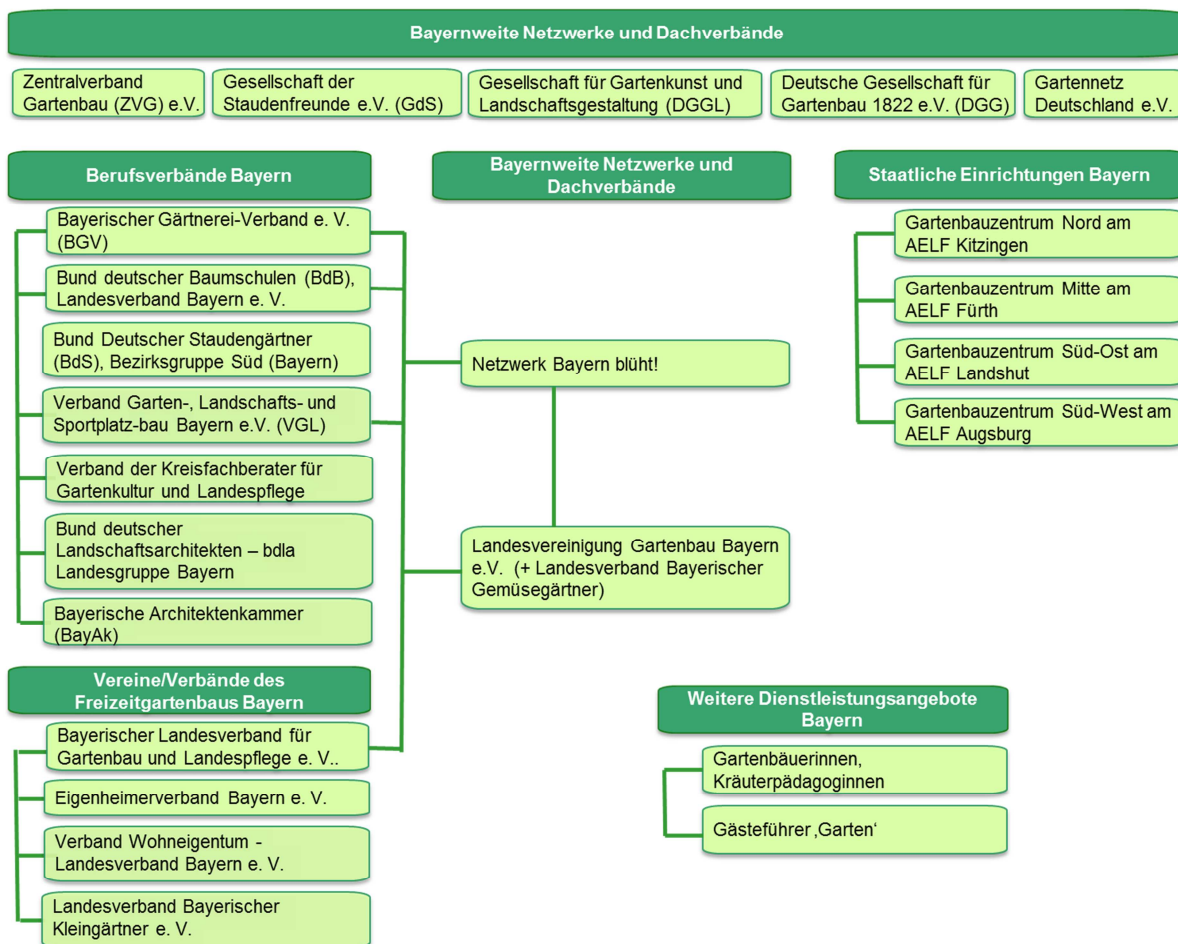 Bayernweite Netzwerke und Dachverbände
Zentralverband
Gartenbau (ZVG) e.V.
Gesellschaft der
Staudenfreunde e.V. (GdS)
Gesellschaft für Gartenkunst und
Landschaftsgestaltung (DGGL)
Deutsche Gesellschaft für
Gartenbau 1822 e.V. (DGG)
Gartennetz
Deutschland e.V.
Berufsverbände Bayern
Bayerischer Gärtnerei-Verband e. V.
(BGV)
Bund deutscher Baumschulen (BdB),
Landesverband Bayern e. V.
Bund Deutscher Staudengärtner
(BdS), Bezirksgruppe Süd (Bayern)
Verband Garten-, Landschafts- und
Sportplatz-bau Bayern e.V. (VGL)
Verband der Kreisfachberater für
Gartenkultur und Landespflege
Bund deutscher
Landschaftsarchitekten – bdla
Landesgruppe Bayern
Bayerische Architektenkammer
(BayAk)
Vereine/Verbände des
Freizeitgartenbaus Bayern
Bayerischer Landesverband für
Gartenbau und Landespflege e. V..
Eigenheimerverband Bayern e. V.
Verband Wohneigentum -
Landesverband Bayern e. V.
Landesverband Bayerischer
Kleingärtner e. V.
Bayernweite Netzwerke und
Dachverbände
Netzwerk Bayern blüht!
Landesvereinigung Gartenbau Bayern
e.V. (+ Landesverband Bayerischer
Gemüsegärtner)
Staatliche Einrichtungen Bayern
Gartenbauzentrum Nord am
AELF Kitzingen
Gartenbauzentrum Mitte am
AELF Fürth
Gartenbauzentrum Süd-Ost am
AELF Landshut
Gartenbauzentrum Süd-West am
AELF Augsburg
Weitere Dienstleistungsangebote
Bayern
Gartenbäuerinnen,
Kräuterpädagoginnen
Gästeführer ‚Garten‘